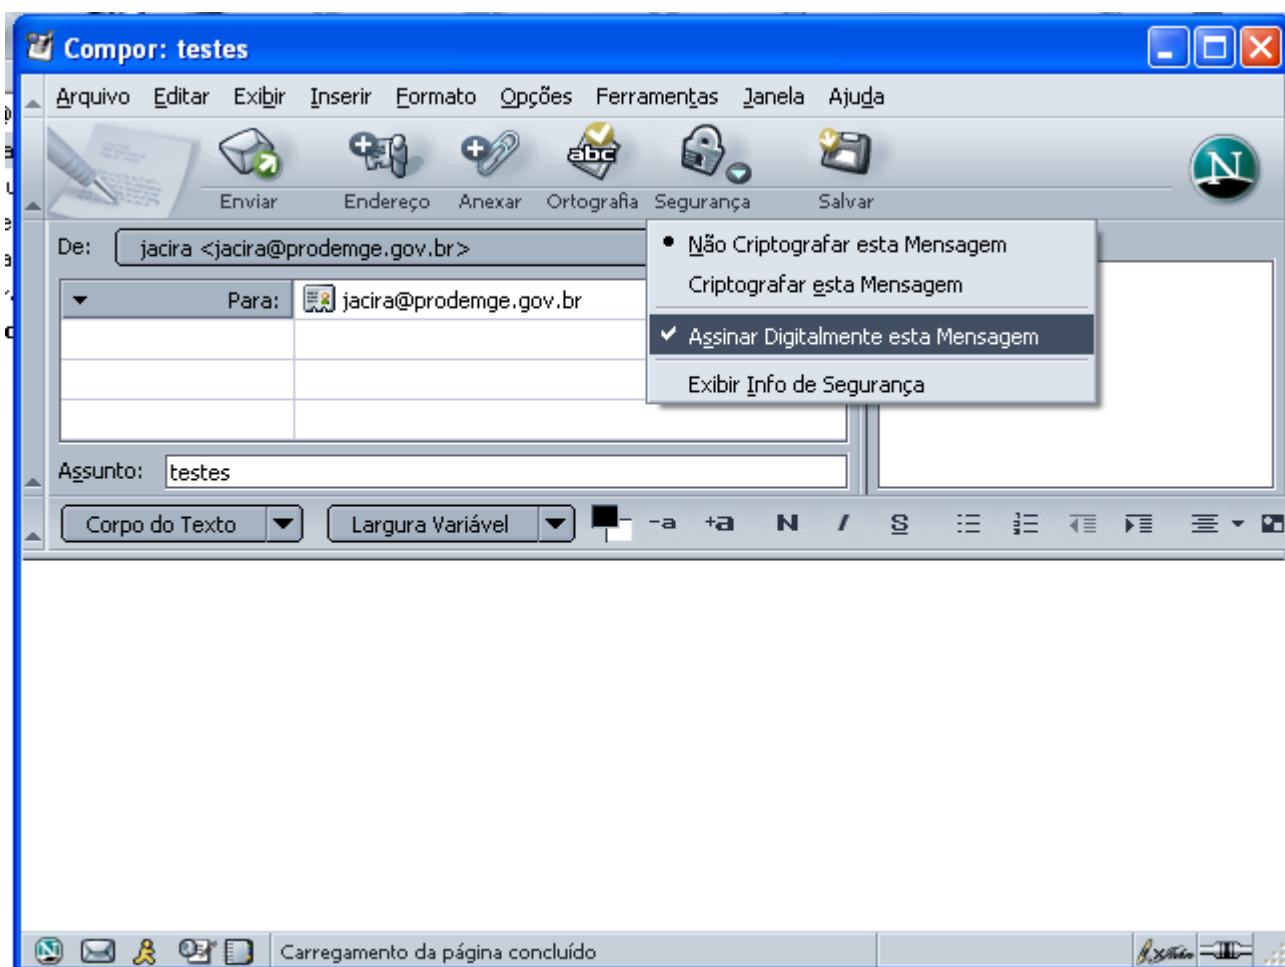 Compor: testes
Arquivo Editar Exibir Inserir Formato Opções Ferramentas Janela Ajuda
abc
N
Enviar Endereço Anexar Ortografia Segurança Salvar
De: jacira <jacira@prodemge.gov.br>
Não Criptografar esta Mensagem
Criptografar esta Mensagem
Para: jacira@prodemge.gov.br
Assinar Digitalmente esta Mensagem
Exibir Info de Segurança
Assunto: testes
Corpo do Texto Largura Variável -a +a N I S
Carregamento da página concluído